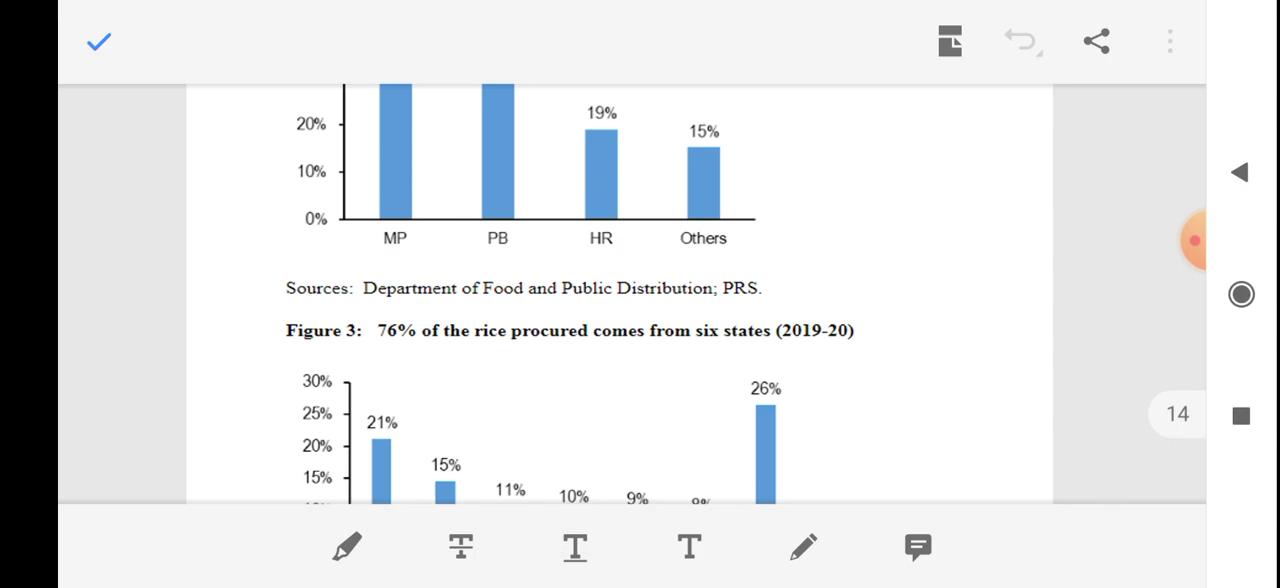 19%
20%
15%
10%
0%
MP PB HR Others
Sources: Department of Food and Public Distribution; PRS.
Figure 3: 76% of the rice procured comes from six states (2019-20)
30%
26%
25%
21%
20%
15%
15%
11%
10%
9%
14
T
T
T